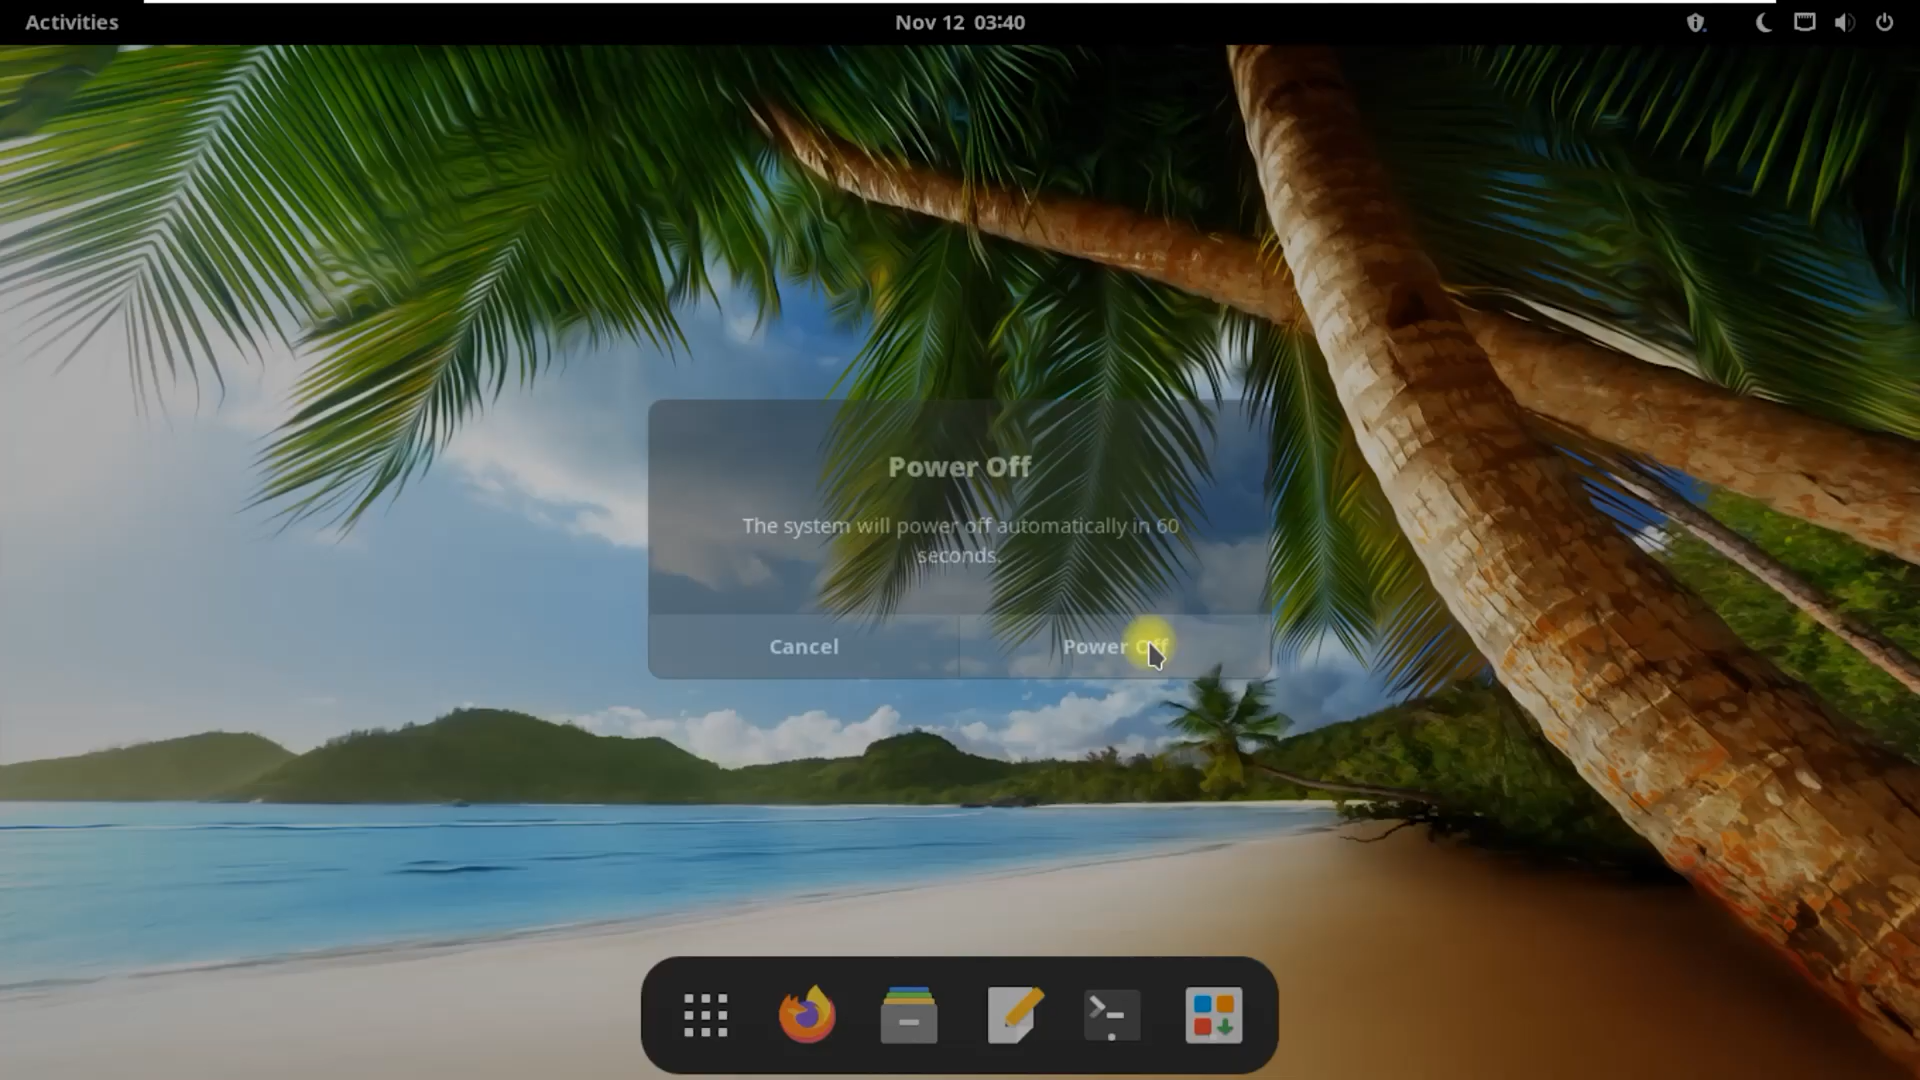 Activities
Nov 12 03:40
Power Off
The system will power off automatically in 60
seconds.
Cancel
Power Off